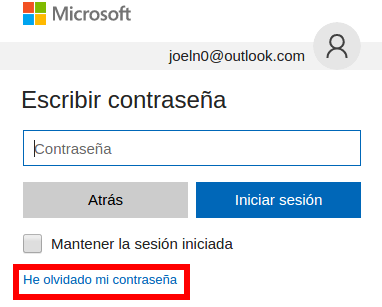 Microsoft
joeln0@outlook.com
Escribir contraseña
Contraseña
Atrás
Iniciar sesión
Mantener la sesión iniciada
He olvidado mi contraseña